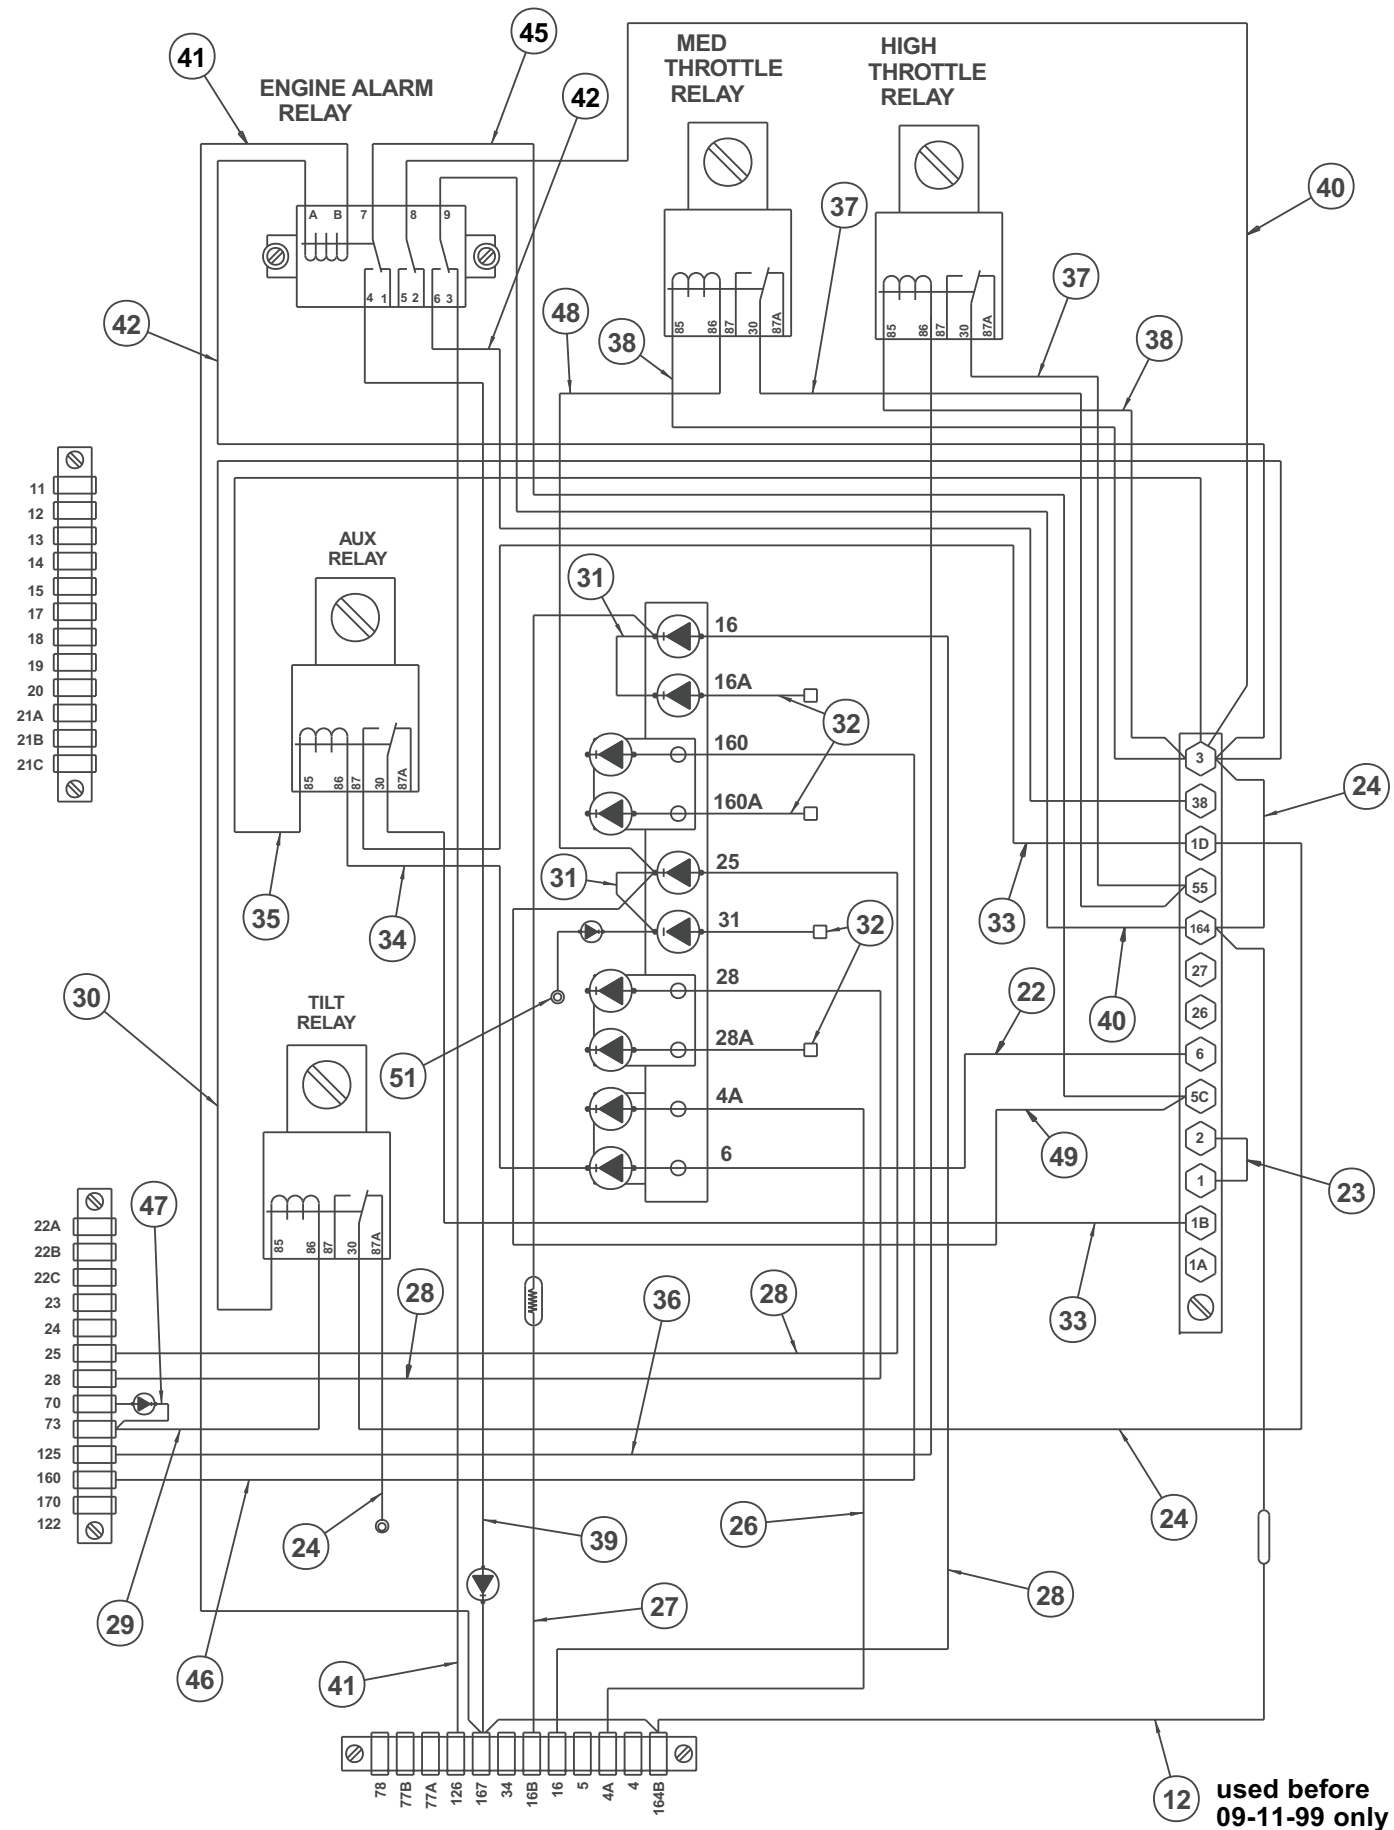 41
45
MED
THROTTLE
RELAY
HIGH
THROTTLE
RELAY
ENGINE ALARM
RELAY
42
40
37
A B 7 8 9
4 1 5 2 6 3
37
42
48
38
38
85 86 87 30 87A
85 86 87 30 87A
11
12
13
14
15
17
18
19
20
21A
21B
21C
AUX
RELAY
85 86 87 30 87A
35
34
31
16
16A
32
160
160A
25
31
31
32
28
28A
51
4A
6
3
38
1D
55
164
27
26
6
5C
2
1
1B
1A
24
33
40
22
49
23
33
30
TILT
RELAY
85 86 87 30 87A
47
22A
22B
22C
23
24
25
28
70
73
125
160
170
122
28
36
28
29
46
24
39
26
24
27
28
41
78
77B
77A
126
167
34
16B
16
5
4A
4
164B
12
used before
09-11-99 only